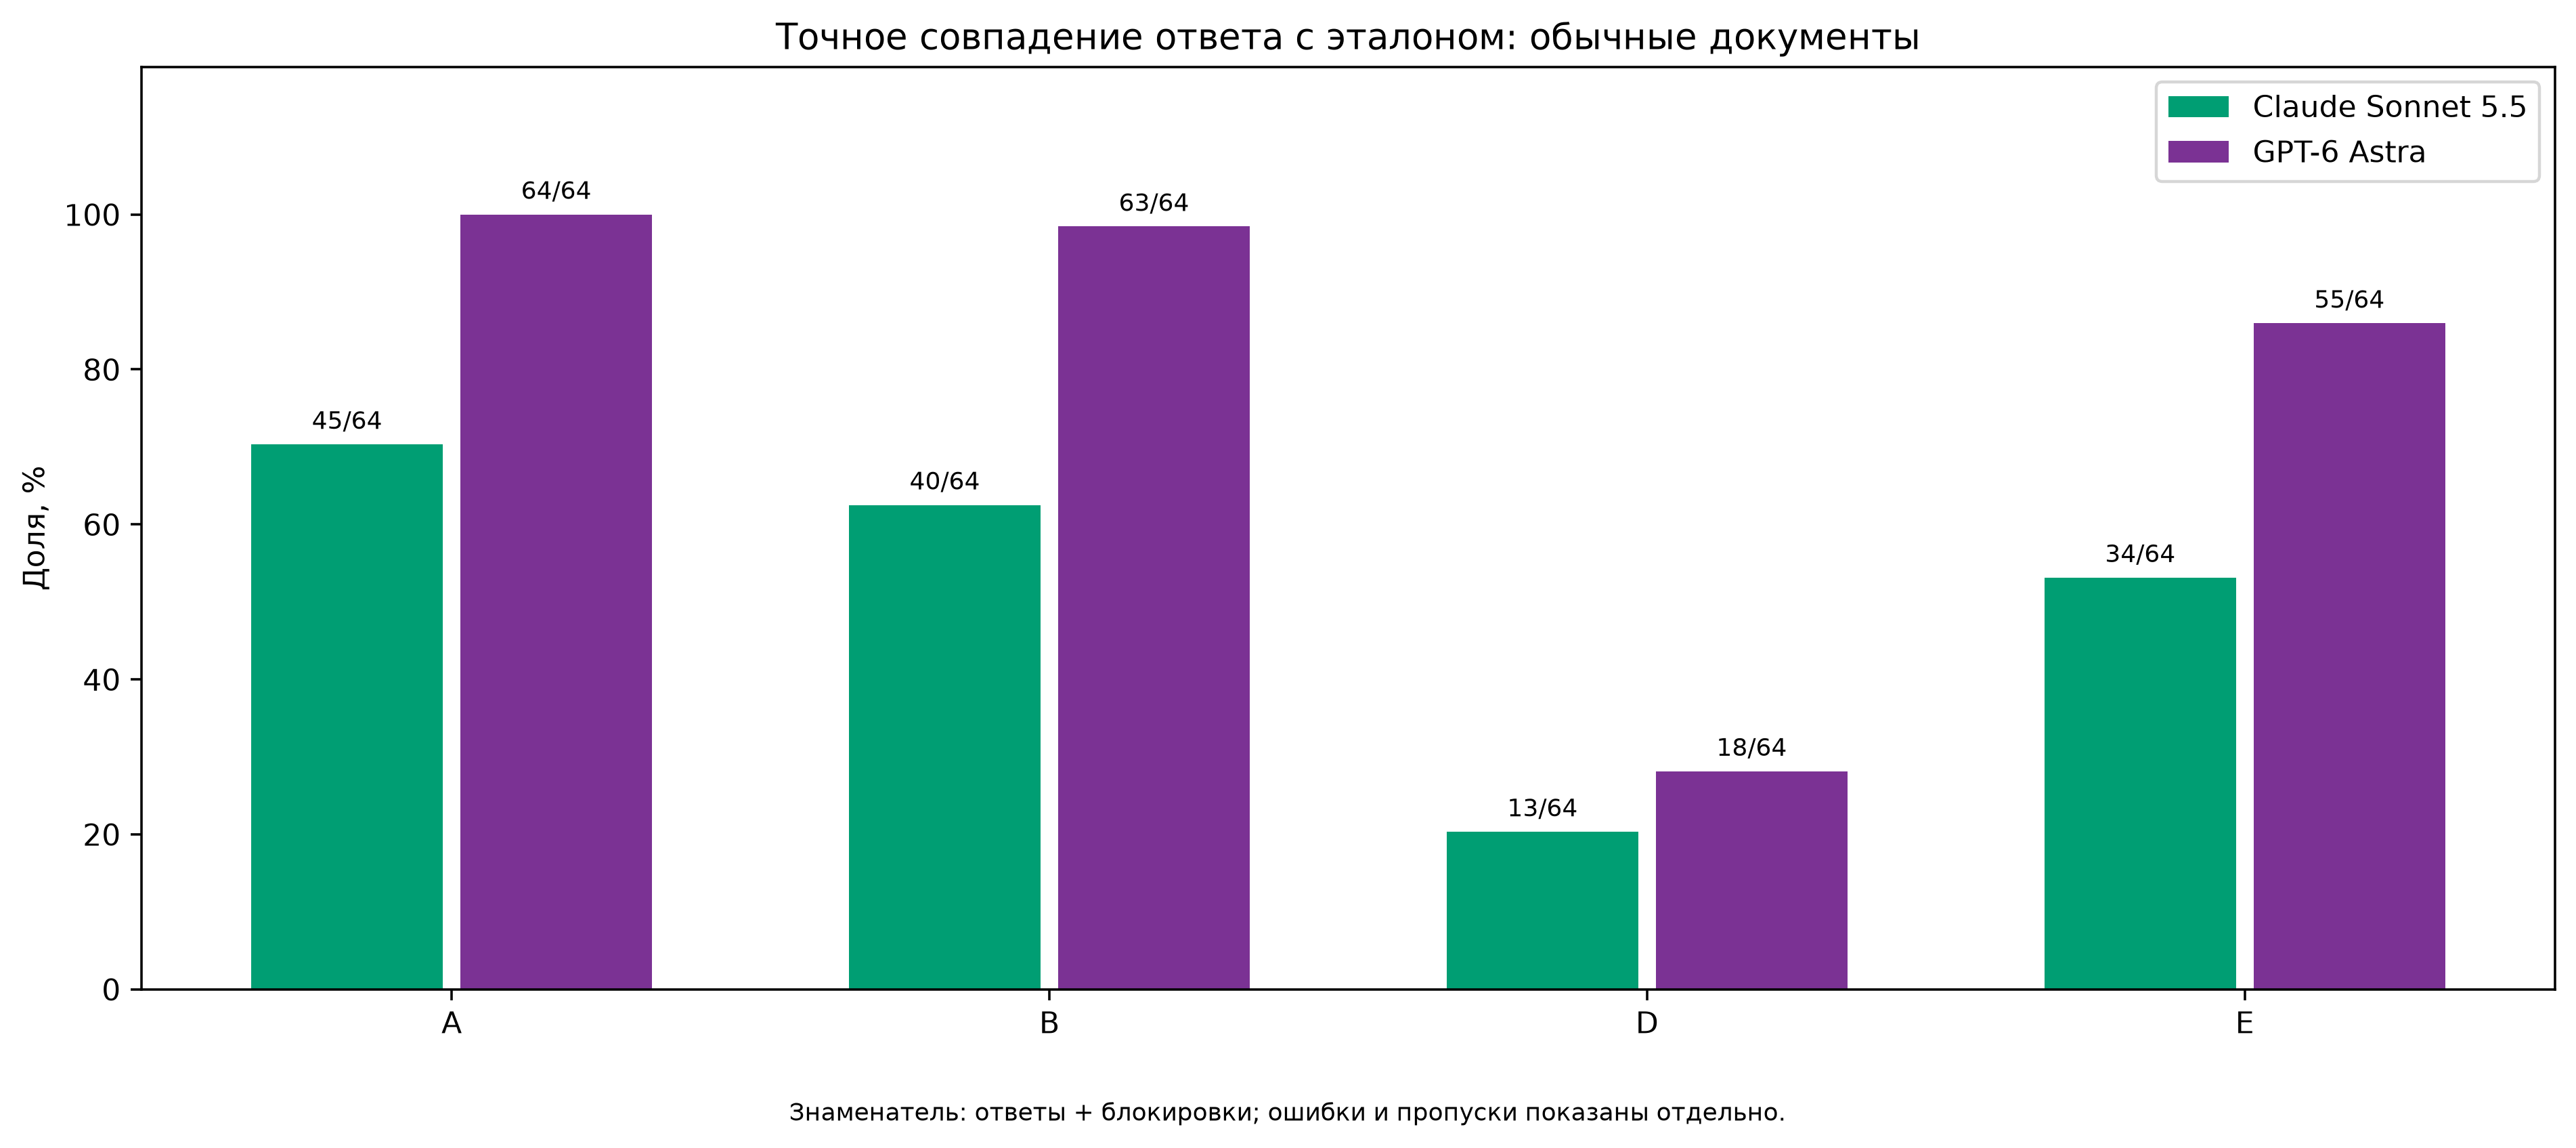 Точное совпадение ответа с эталоном: обычные документы
Claude Sonnet 5.5
GPT-6 Astra
Доля, %
100
80
60
40
20
0
45/64
64/64
40/64
63/64
13/64
18/64
34/64
55/64
A
B
D
E
Знаменатель: ответы + блокировки; ошибки и пропуски показаны отдельно.